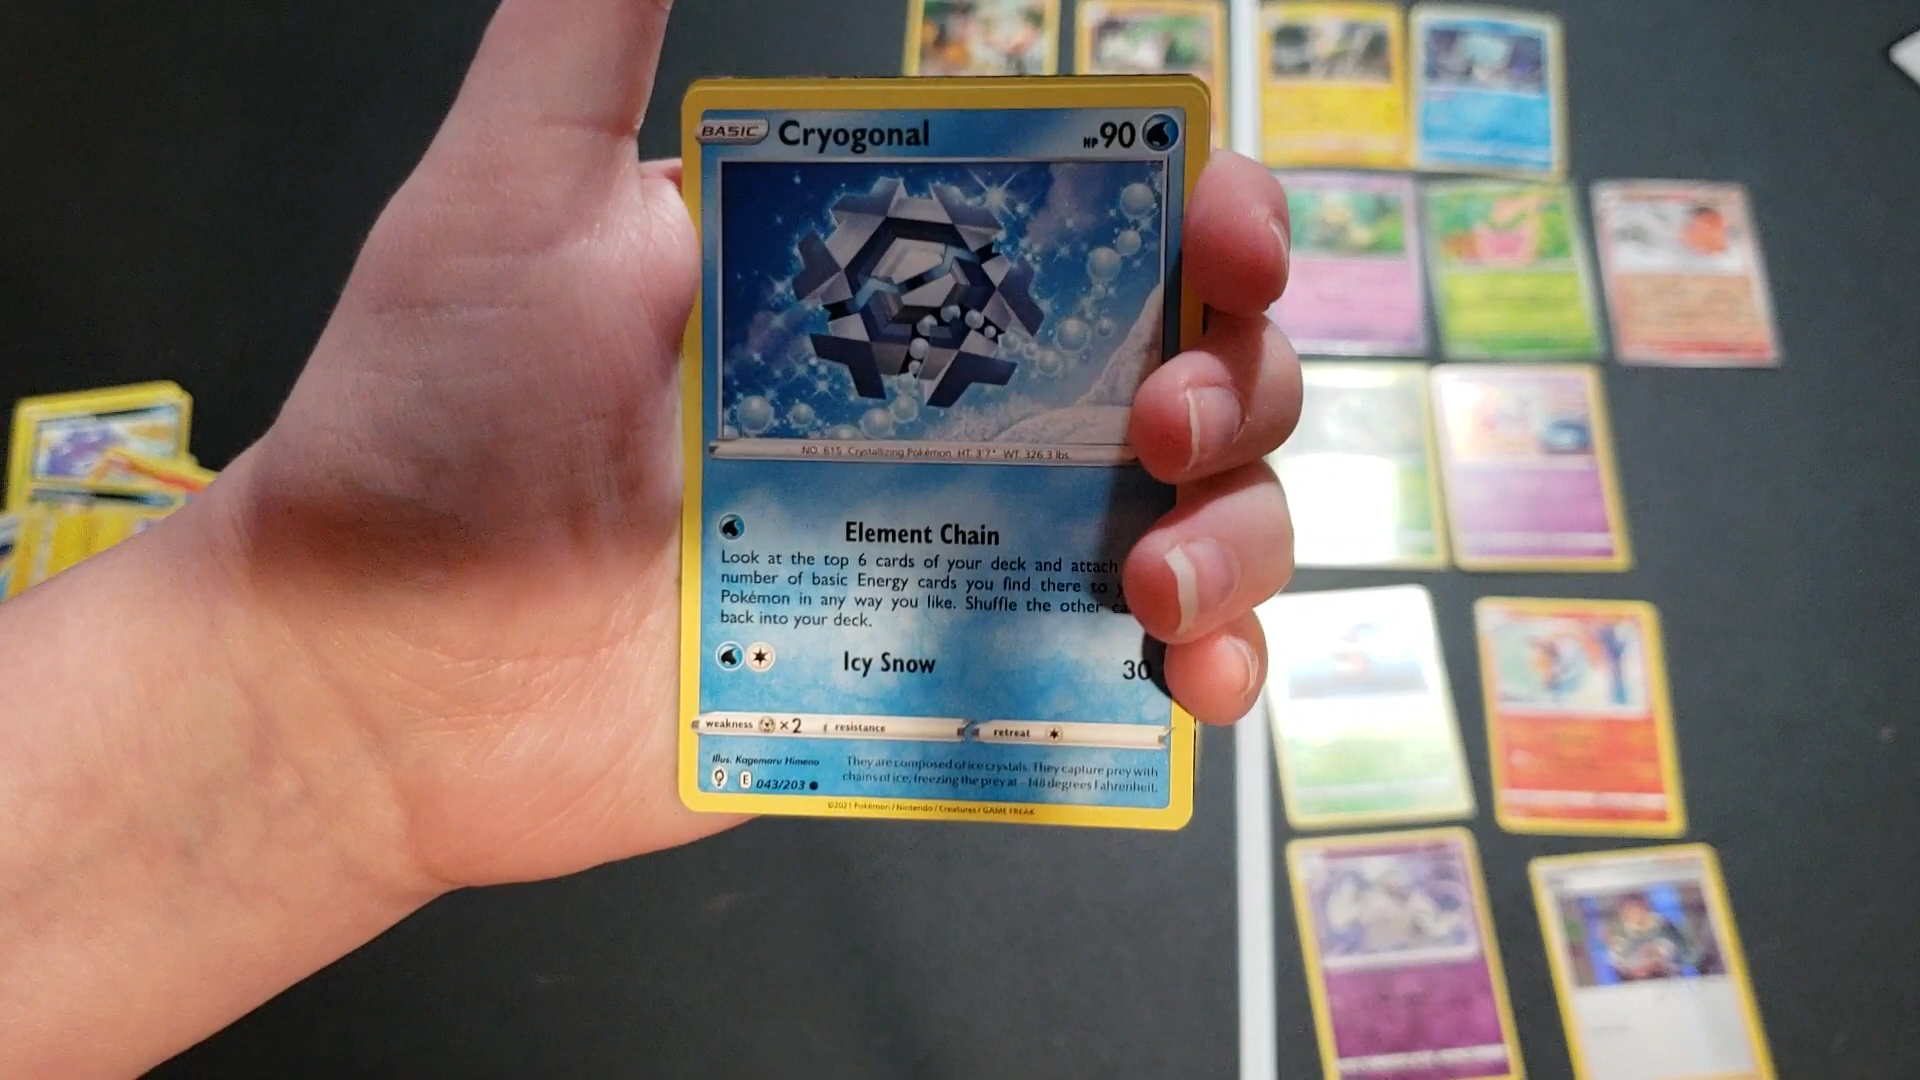 BASIC Cryogonal HP 90
NO. 615 Crystallizing Pokémon HT: 3'7" WT: 326.3 lbs.
Element Chain
Look at the top 6 cards of your deck and attach
number of basic Energy cards you find there to
Pokémon in any way you like. Shuffle the other
back into your deck.
Icy Snow 30
weakness ×2 resistance retreat
Illus. Kagemaru Himeno
They are composed of ice crystals. They capture prey with
chains of ice, freezing the prey at -148 degrees Fahrenheit.
E 043/203
©2021 Pokémon / Nintendo / Creatures / GAME FREAK